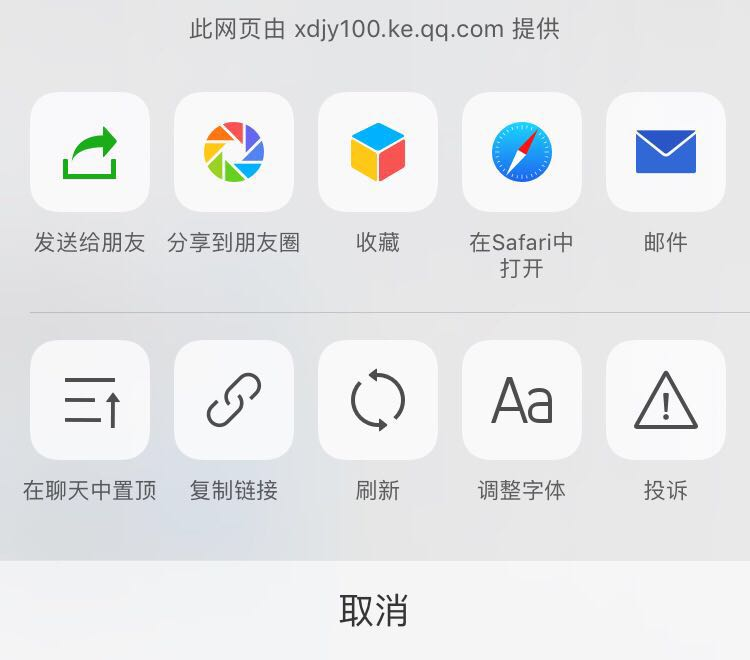 此网页由 xdjy100.ke.qq.com 提供
发送给朋友
分享到朋友圈
收藏
在Safari中
打开
邮件
在聊天中置顶
复制链接
刷新
Aa
调整字体
投诉
取消